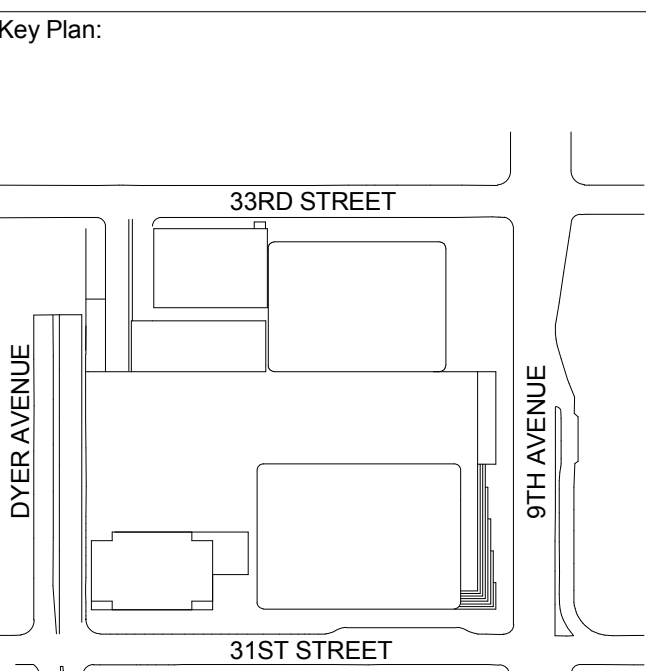 Key Plan:
33RD STREET
DYER AVENUE
9TH AVENUE
31ST STREET